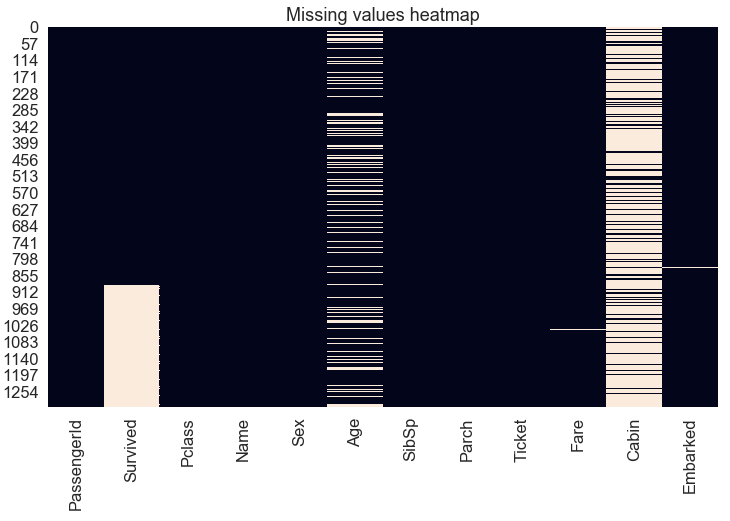 Missing values heatmap
0
57
114
171
228
285
342
399
456
513
570
627
684
741
798
855
912
969
1026
1083
1140
1197
1254
PassengerId
Survived
Pclass
Name
Sex
Age
SibSp
Parch
Ticket
Fare
Cabin
Embarked